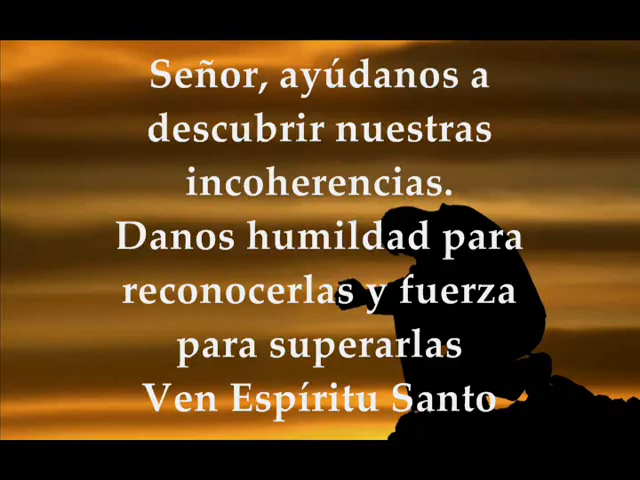 Señor, ayúdanos a
descubrir nuestras
incoherencias.
Danos humildad para
reconocerlas y fuerza
para superarlas
Ven Espíritu Santo